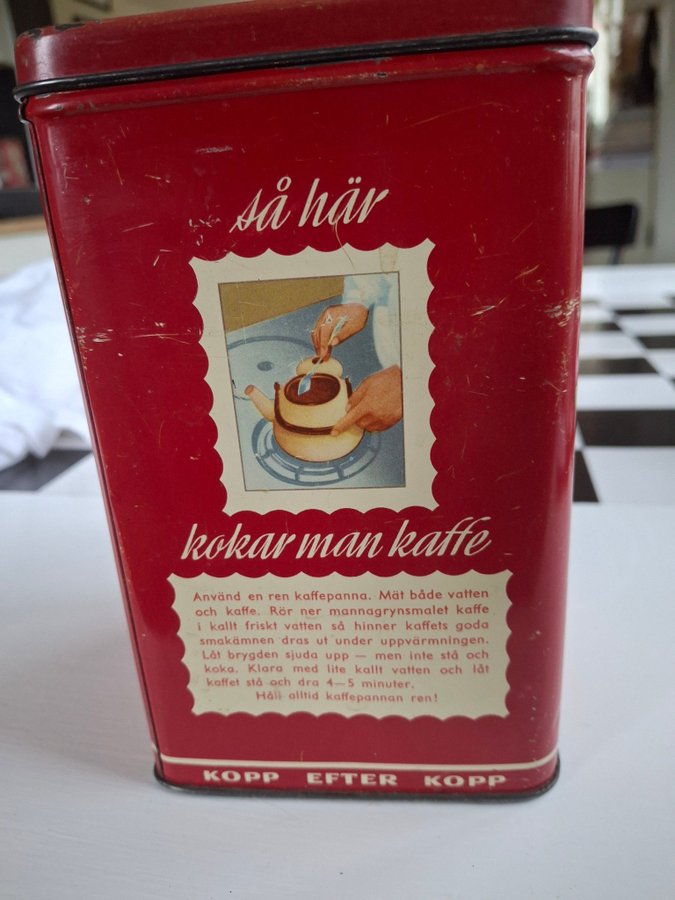 så här
kokar man kaffe
Använd en ren kaffepanna. Mät både vatten
och kaffe. Rör ner mannagrynsmalet kaffe
i kallt friskt vatten så hinner kaffets goda
smakämnen dras ut under uppvärmningen.
Låt brygden sjuda upp — men inte stå och
koka. Klara med lite kallt vatten och låt
kaffet stå och dra 4—5 minuter.
Håll alltid kaffepannan ren!
KOPP EFTER KOPP